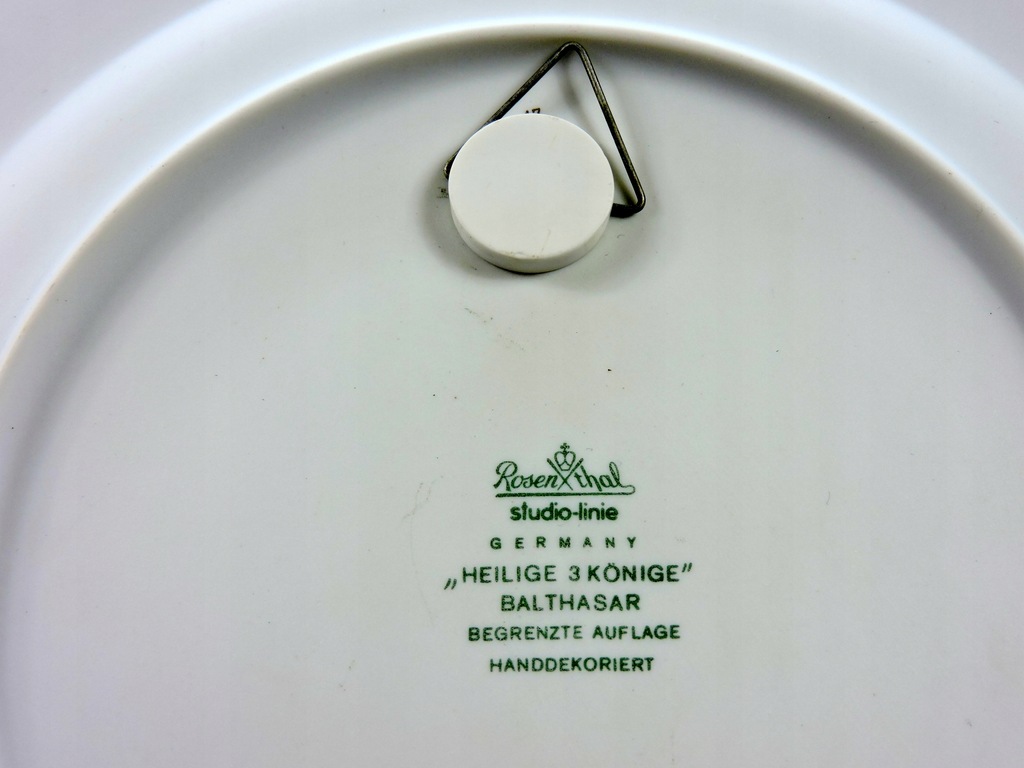 Rosenthal
studio-linie
GERMANY
„HEILIGE 3 KÖNIGE”
BALTHASAR
BEGRENZTE AUFLAGE
HANDDEKORIERT